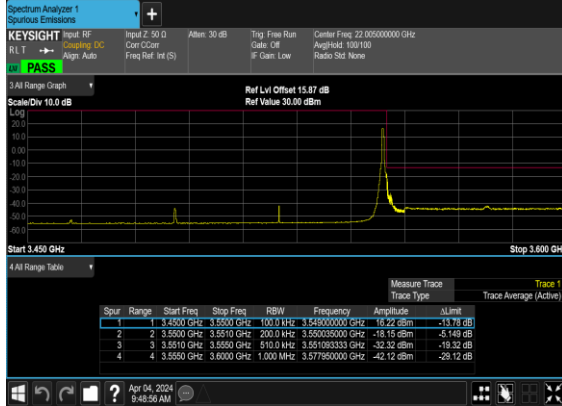 Spectrum Analyzer 1
Spurious Emissions
+
KEYSIGHT Input: RF Input Z: 50 Ω Atten: 30 dB Trig: Free Run Center Freq: 22.005000000 GHz
RLT Coupling: DC Corr CCorr Gate: Off Avg|Hold: 100/100
Align: Auto Freq Ref: Int (S) IF Gain: Low Radio Std: None
PASS
3 All Range Graph
Ref Lvl Offset 15.87 dB
Scale/Div 10.0 dB Ref Value 30.00 dBm
Log
20.0
10.0
0.00
-10.0
-20.0
-30.0
-40.0
-50.0
-60.0
Start 3.450 GHz Stop 3.600 GH
4 All Range Table
Measure Trace Trace 1
Trace Type Trace Average (Active)
Spur Range Start Freq Stop Freq RBW Frequency Amplitude ΔLimit
1 1 3.4500 GHz 3.5500 GHz 100.0 kHz 3.549000000 GHz 16.22 dBm -13.78 dB
2 2 3.5500 GHz 3.5510 GHz 200.0 kHz 3.550035000 GHz -18.15 dBm -5.149 dB
3 3 3.5510 GHz 3.5550 GHz 510.0 kHz 3.551093333 GHz -32.32 dBm -19.32 dB
4 4 3.5550 GHz 3.6000 GHz 1.000 MHz 3.577950000 GHz -42.12 dBm -29.12 dB
? Apr 04, 2024
9:48:56 AM